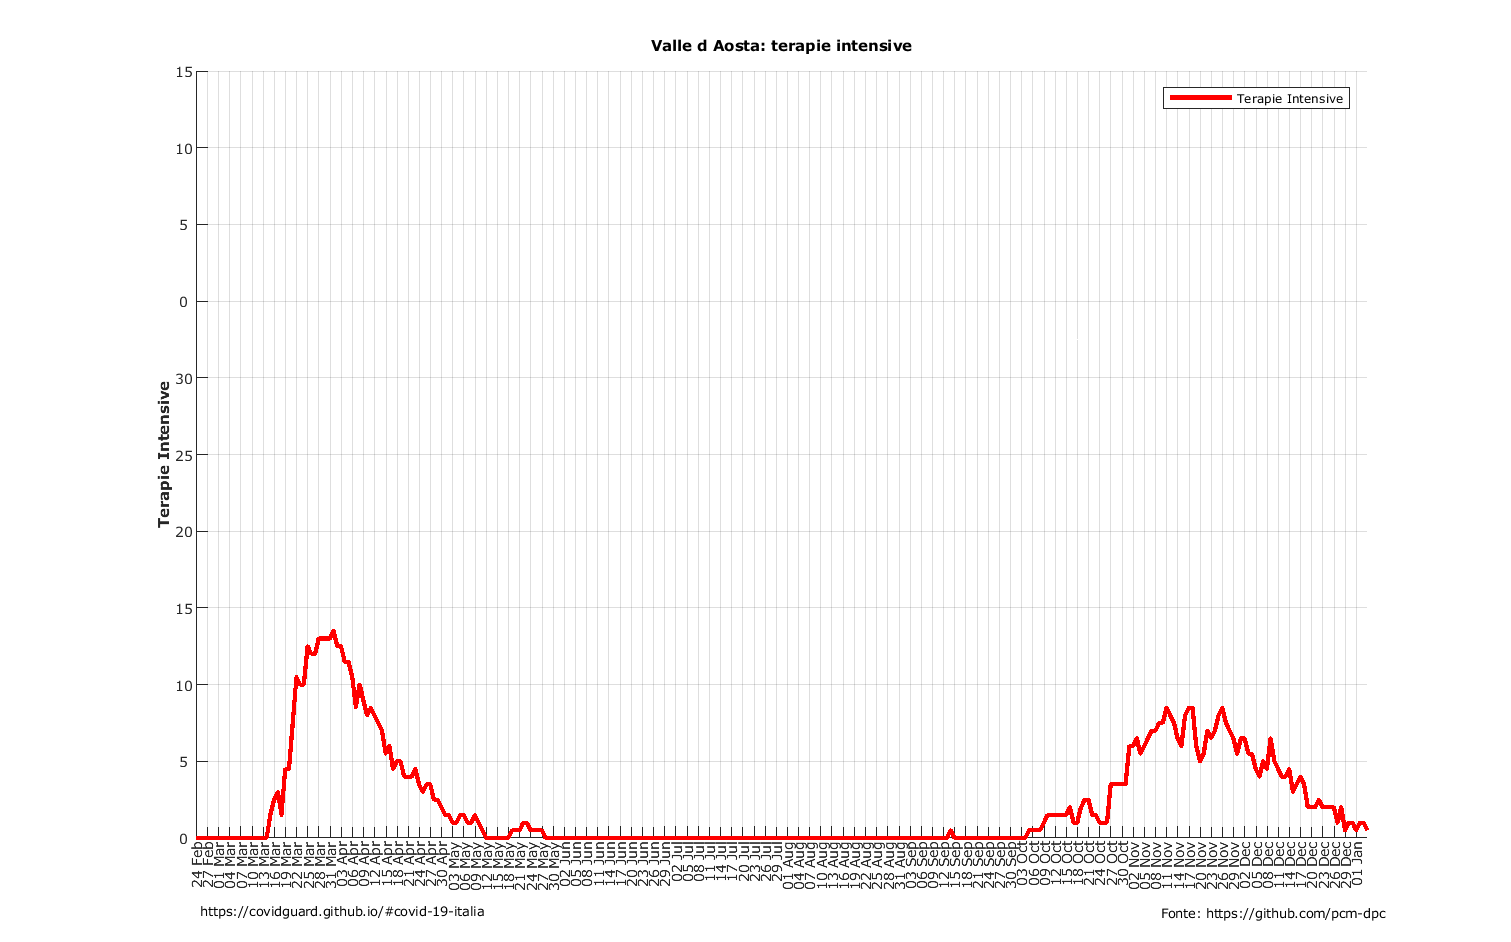 Valle d Aosta: terapie intensive
Terapie Intensive
Terapie Intensive
15
10
5
0
30
25
20
15
10
5
0
24 Feb
27 Feb
01 Mar
04 Mar
07 Mar
10 Mar
13 Mar
16 Mar
19 Mar
22 Mar
25 Mar
28 Mar
31 Mar
03 Apr
06 Apr
09 Apr
12 Apr
15 Apr
18 Apr
21 Apr
24 Apr
27 Apr
30 Apr
03 May
06 May
09 May
12 May
15 May
18 May
21 May
24 May
27 May
30 May
02 Jun
05 Jun
08 Jun
11 Jun
14 Jun
17 Jun
20 Jun
23 Jun
26 Jun
29 Jun
02 Jul
05 Jul
08 Jul
11 Jul
14 Jul
17 Jul
20 Jul
23 Jul
26 Jul
29 Jul
01 Aug
04 Aug
07 Aug
10 Aug
13 Aug
16 Aug
19 Aug
22 Aug
25 Aug
28 Aug
31 Aug
03 Sep
06 Sep
09 Sep
12 Sep
15 Sep
18 Sep
21 Sep
24 Sep
27 Sep
30 Sep
03 Oct
06 Oct
09 Oct
12 Oct
15 Oct
18 Oct
21 Oct
24 Oct
27 Oct
30 Oct
02 Nov
05 Nov
08 Nov
11 Nov
14 Nov
17 Nov
20 Nov
23 Nov
26 Nov
29 Nov
02 Dec
05 Dec
08 Dec
11 Dec
14 Dec
17 Dec
20 Dec
23 Dec
26 Dec
29 Dec
01 Jan
https://covidguard.github.io/#covid-19-italia
Fonte: https://github.com/pcm-dpc